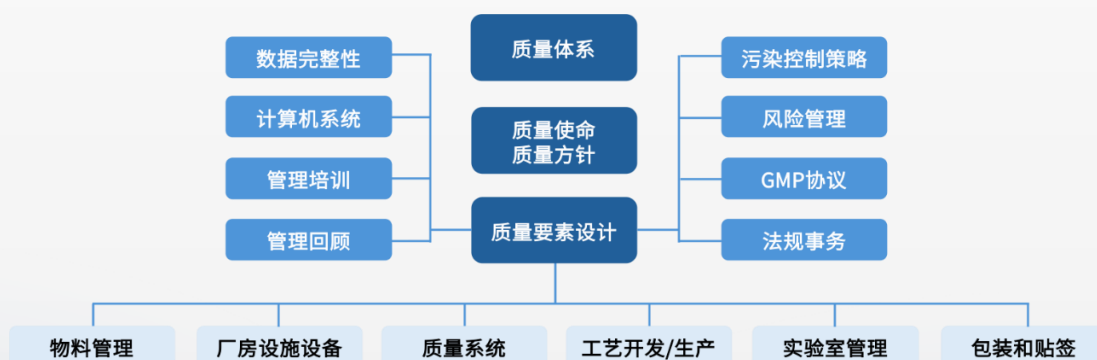 质量体系
数据完整性
污染控制策略
计算机系统
风险管理
质量使命
质量方针
管理培训
GMP协议
质量要素设计
管理回顾
法规事务
物料管理
厂房设施设备
质量系统
工艺开发/生产
实验室管理
包装和贴签